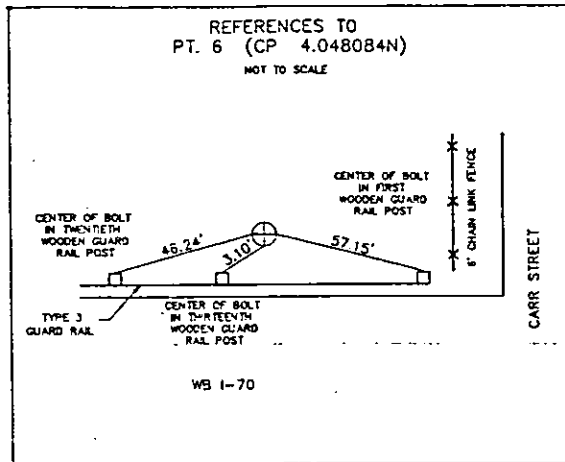 REFERENCES TO
PT. 6 (CP 4.048084N)
NOT TO SCALE
CENTER OF BOLT
IN FIRST
WOODEN GUARD
RAIL POST
6' CHAIN LINK FENCE
CENTER OF BOLT
IN TWENTIETH
WOODEN GUARD
RAIL POST
46.24'
3.10'
57.15'
CARR STREET
TYPE 3
GUARD RAIL
CENTER OF BOLT
IN THIRTEENTH
WOODEN GUARD
RAIL POST
WB I-70